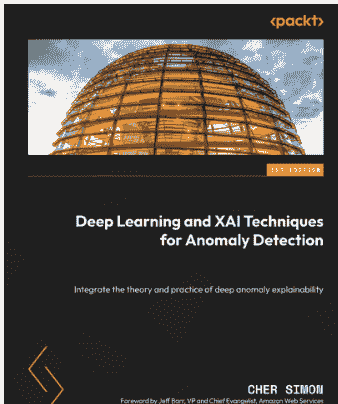 <packt>
1ST EDITION
Deep Learning and XAI Techniques
for Anomaly Detection
Integrate the theory and practice of deep anomaly explainability
CHER SIMON
Foreword by Jeff Barr, VP and Chief Evangelist, Amazon Web Services